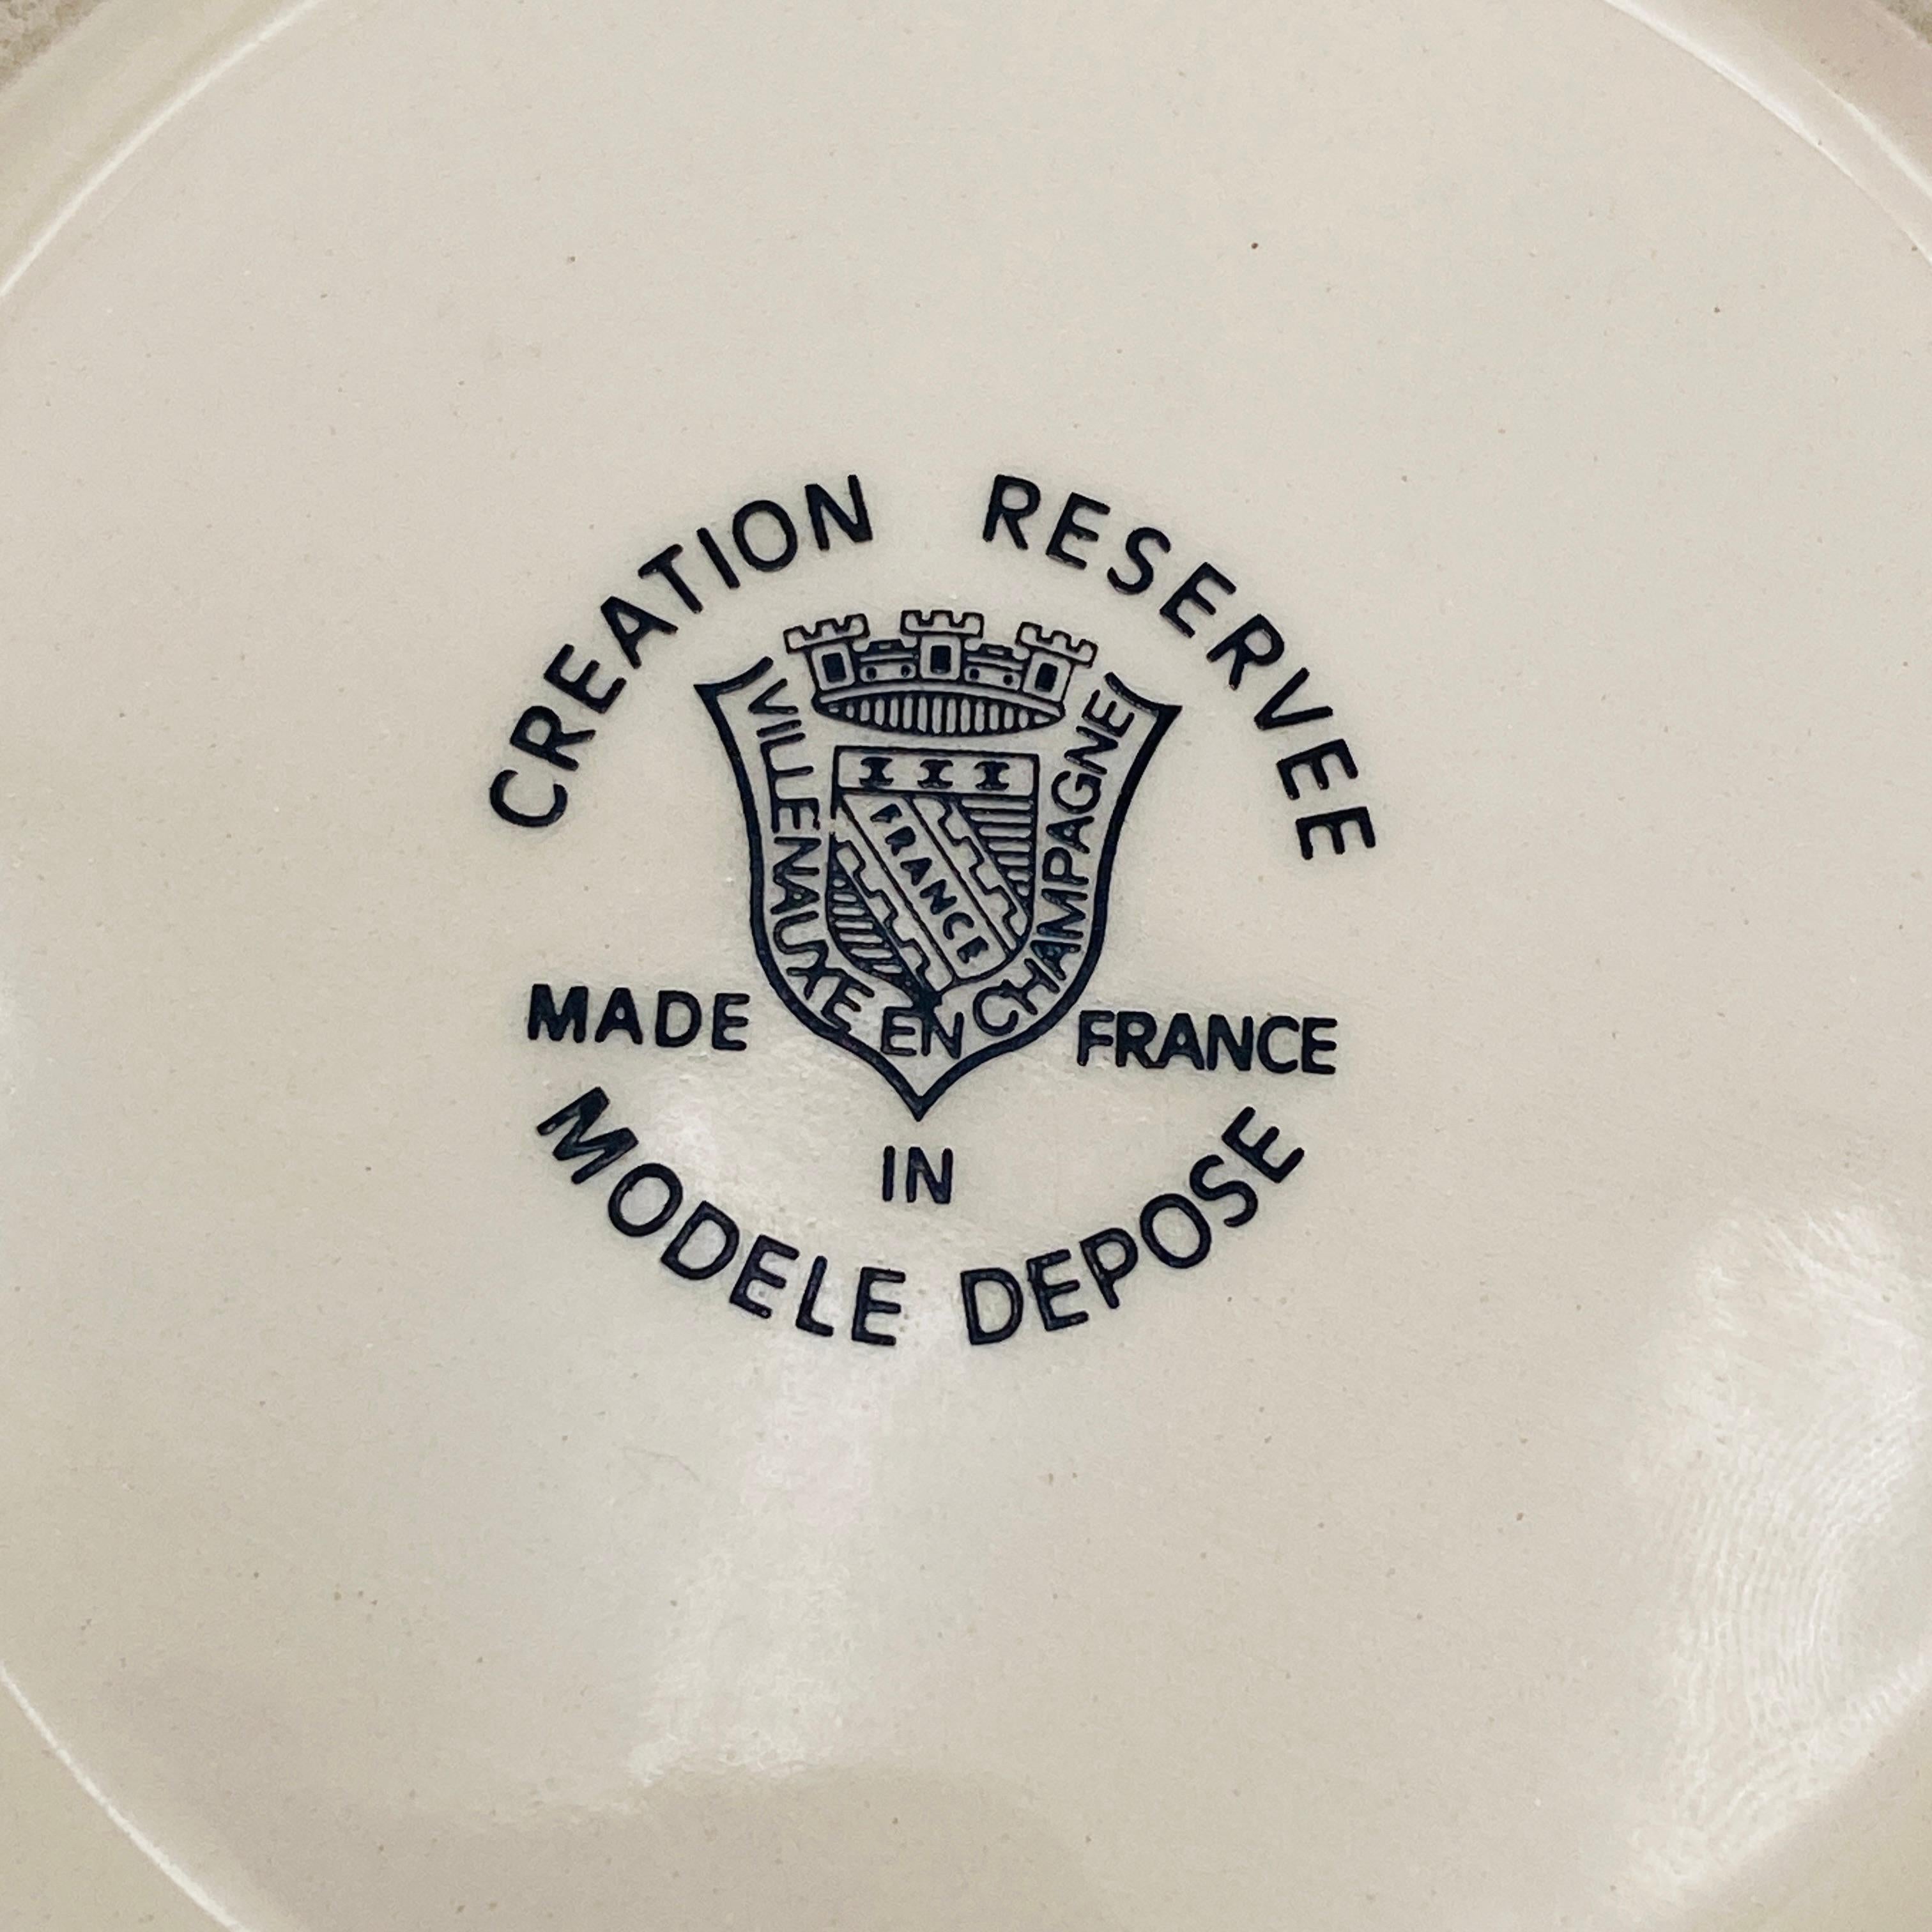 CREATION RESERVEE
VILLENAUXE EN CHAMPAGNE
FRANCE
MADE
IN
FRANCE
MODELE DEPOSE